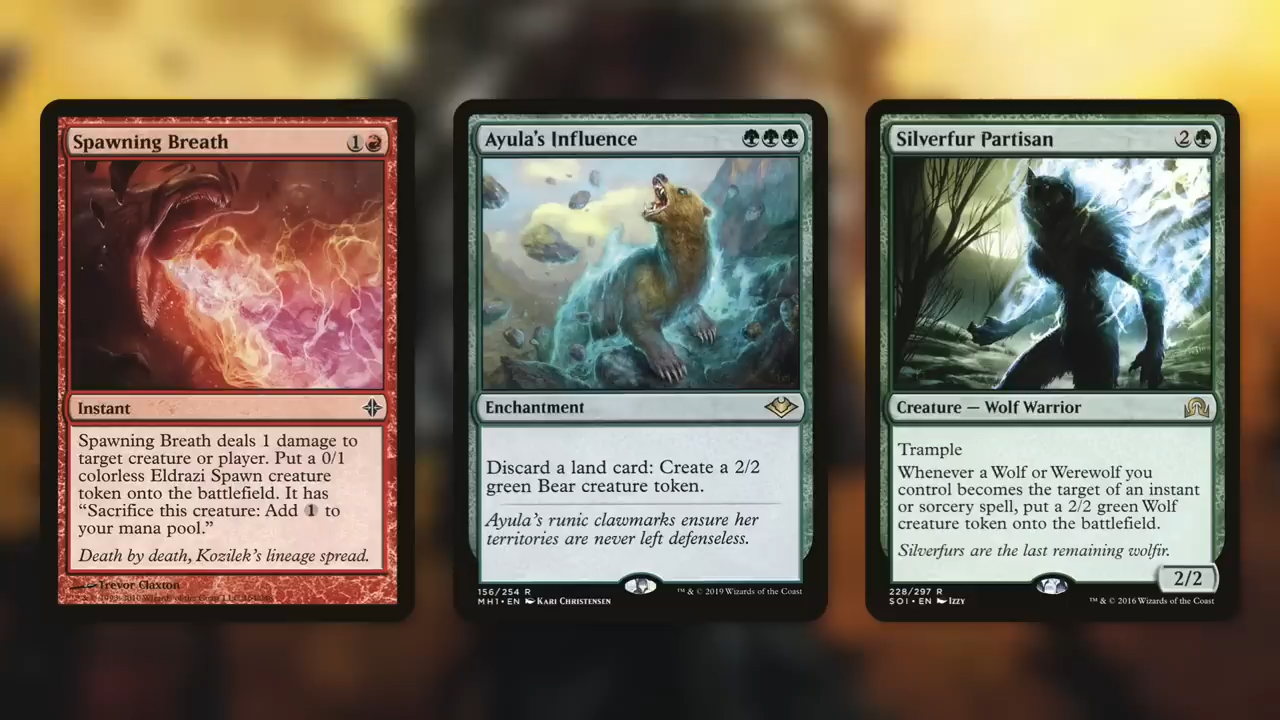 Spawning Breath
1
Instant
Spawning Breath deals 1 damage to
target creature or player. Put a 0/1
colorless Eldrazi Spawn creature
token onto the battlefield. It has
“Sacrifice this creature: Add 1 to
your mana pool.”
Death by death, Kozilek’s lineage spread.
Trevor Claxton
Ayula’s Influence
Enchantment
Discard a land card: Create a 2/2
green Bear creature token.
Ayula’s runic clawmarks ensure her
territories are never left defenseless.
156/254 R
MH1 • EN Kari Christensen
™ & © 2019 Wizards of the Coast
Silverfur Partisan
2
Creature — Wolf Warrior
Trample
Whenever a Wolf or Werewolf you
control becomes the target of an instant
or sorcery spell, put a 2/2 green Wolf
creature token onto the battlefield.
Silverfurs are the last remaining wolfir.
2/2
228/297 R
SOI • EN Izzy
™ & © 2016 Wizards of the Coast